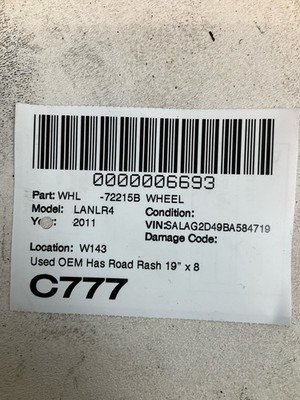 0000006693
Part: WHL -72215B WHEEL
Model: LANLR4 Condition:
Year: 2011 VIN:SALAG2D49BA584719
Damage Code:
Location: W143
Used OEM Has Road Rash 19" x 8
C777